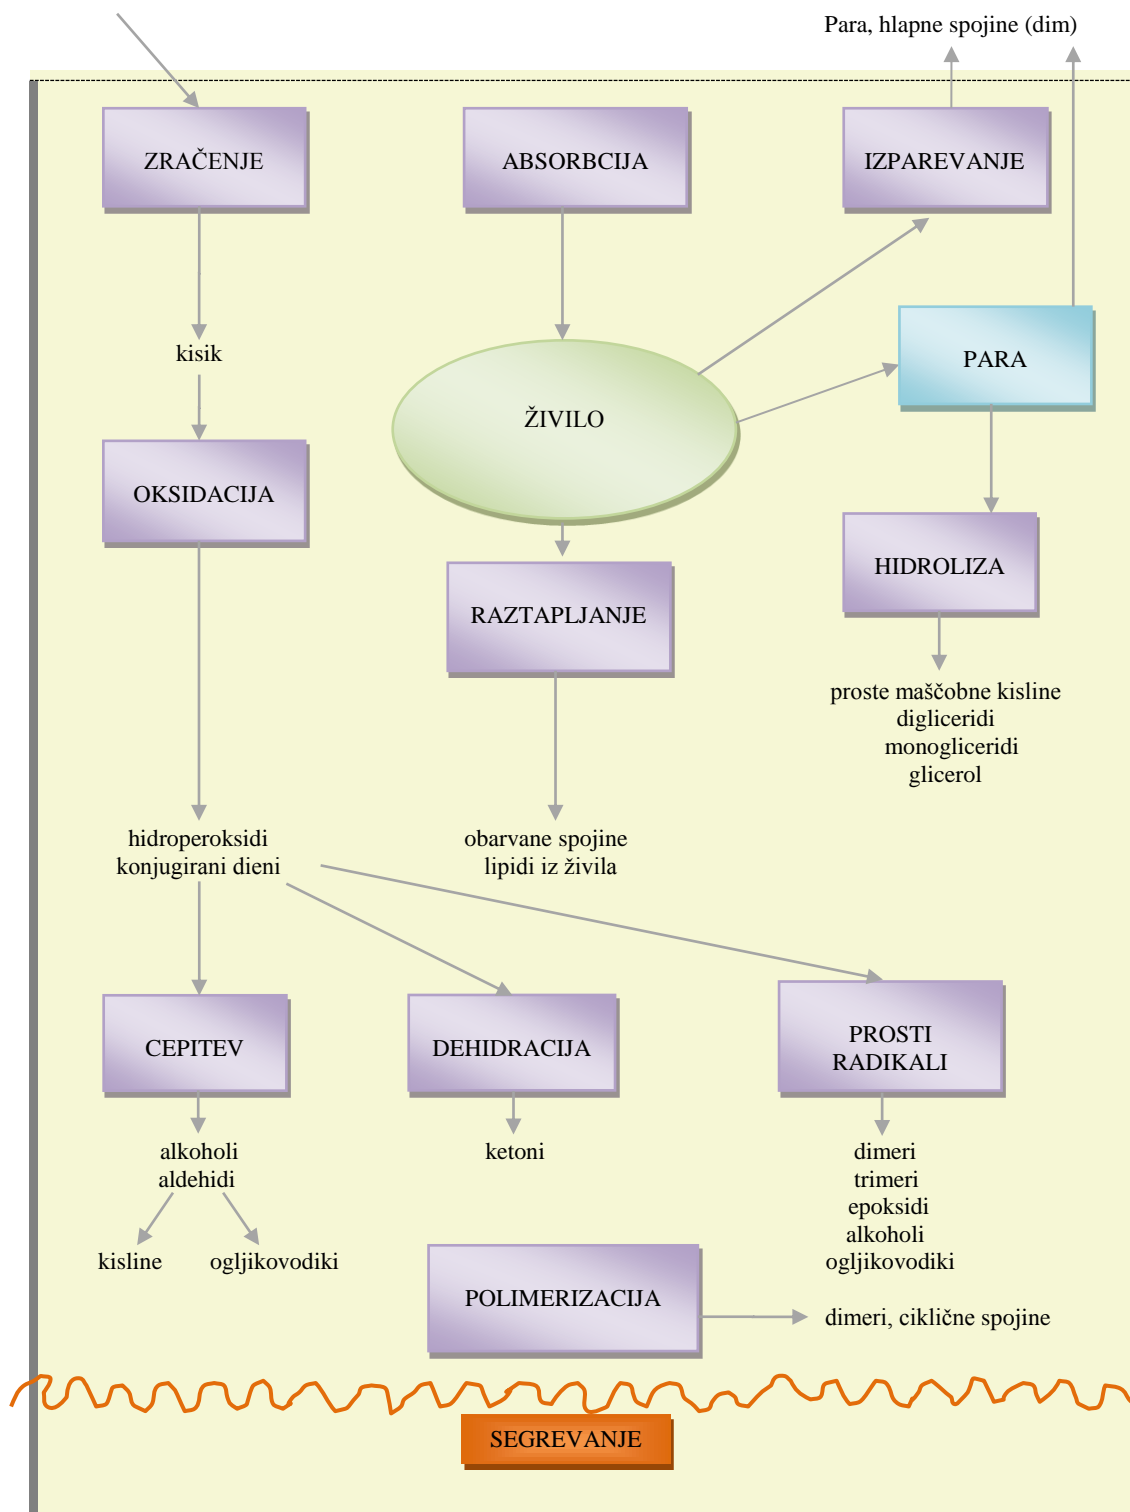 Para, hlapne spojine (dim)
ZRAČENJE
ABSORBCIJA
IZPAREVANJE
kisik
PARA
ŽIVILO
OKSIDACIJA
HIDROLIZA
RAZTAPLJANJE
proste maščobne kisline
digliceridi
monogliceridi
glicerol
hidroperoksidi
konjugirani dieni
obarvane spojine
lipidi iz živila
CEPITEV
DEHIDRACIJA
PROSTI
RADIKALI
alkoholi
aldehidi
kisline
ogljikovodiki
ketoni
dimeri
trimeri
epoksidi
alkoholi
ogljikovodiki
POLIMERIZACIJA
dimeri, ciklične spojine
SEGREVANJE